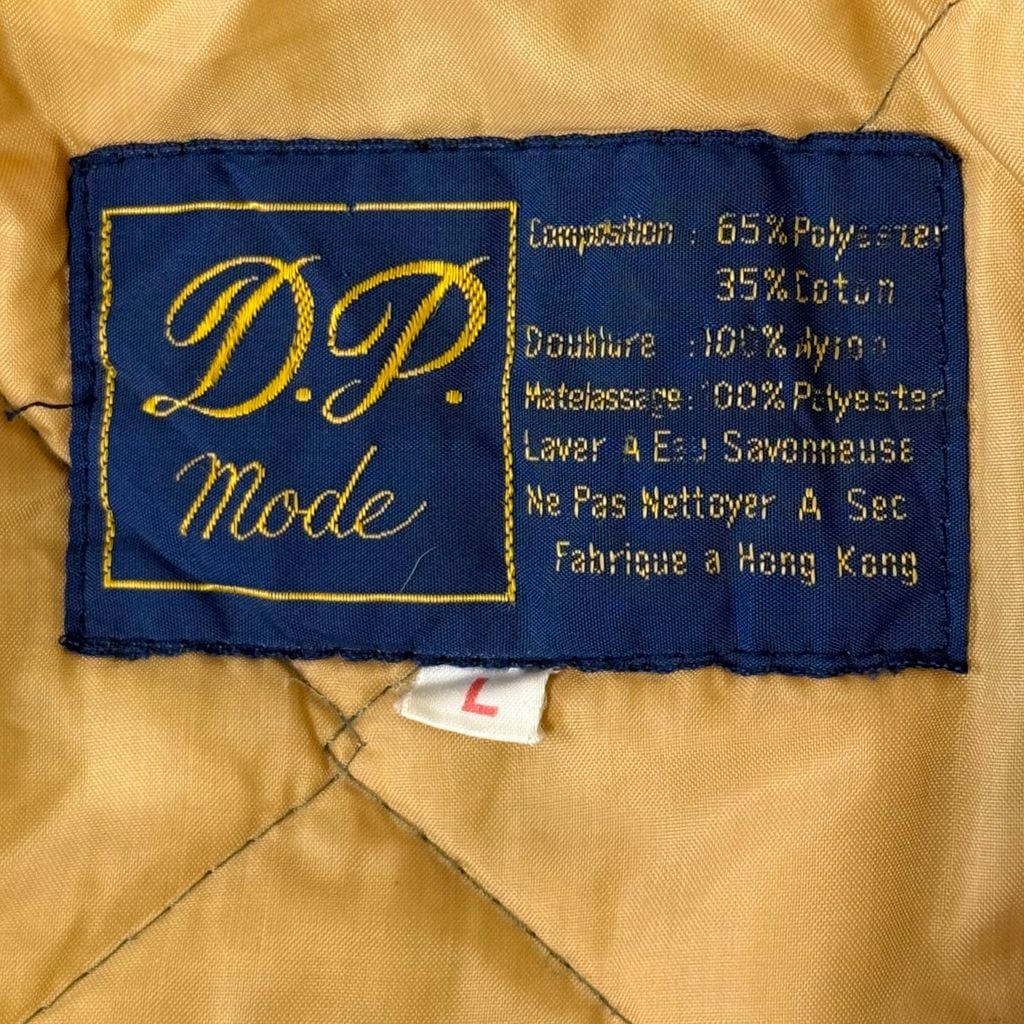 D.P.
Mode
Composition : 65% Polyester
35% Coton
Doublure : 100%
Matelassage : 100% Polyester
Laver A Eau Savonneuse
Ne Pas Nettoyer A Sec
Fabrique a Hong Kong
L